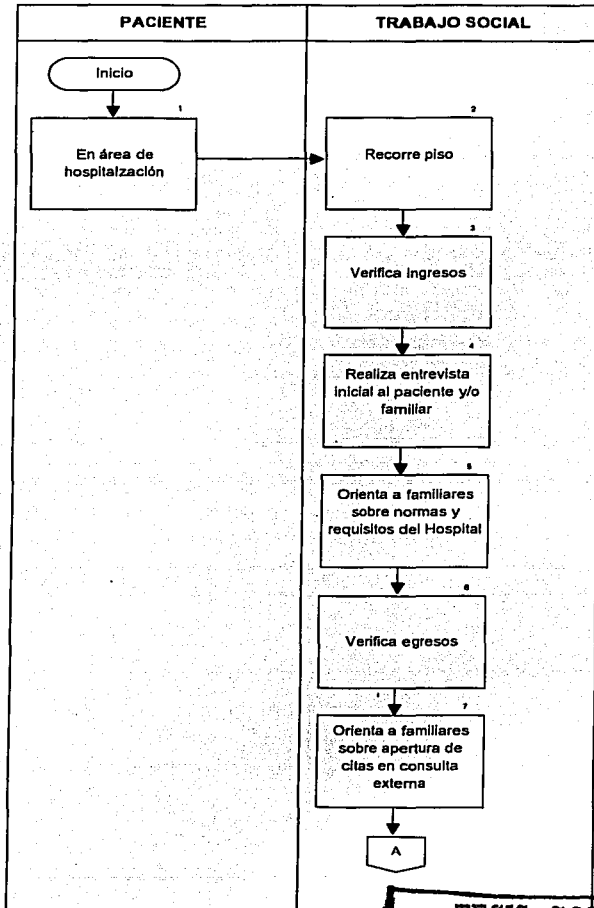 PACIENTE
TRABAJO SOCIAL
Inicio
1
En área de
hospitalzación
2
Recorre piso
3
Verifica ingresos
4
Realiza entrevista
inicial al paciente y/o
familiar
5
Orienta a familiares
sobre normas y
requisitos del Hospital
6
Verifica egresos
7
Orienta a familiares
sobre apertura de
citas en consulta
externa
A